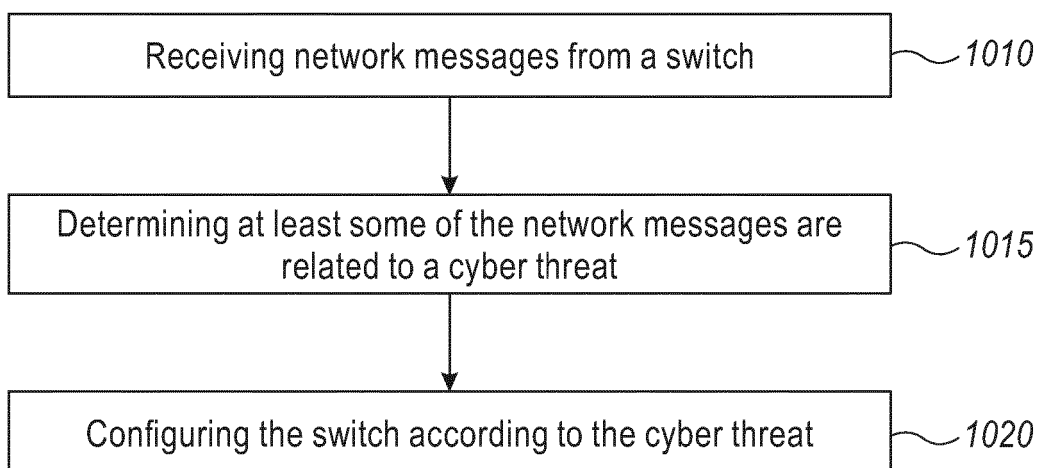 Receiving network messages from a switch
1010
Determining at least some of the network messages are
related to a cyber threat
1015
Configuring the switch according to the cyber threat
1020